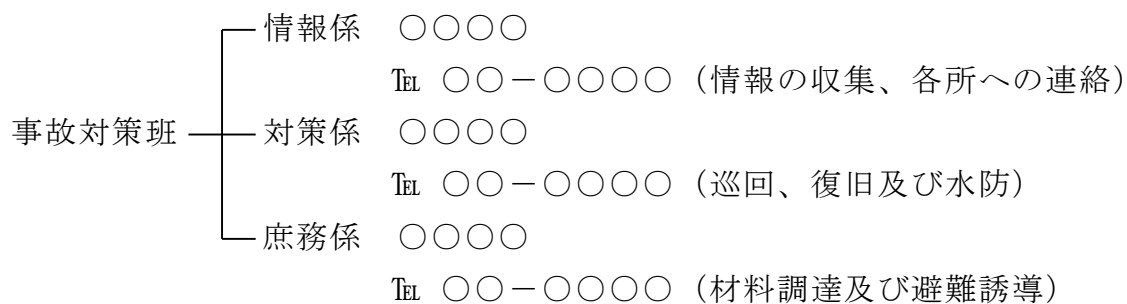 情報係　○○○○
℡ ○○－○○○○（情報の収集、各所への連絡）
事故対策班　対策係　○○○○
℡ ○○－○○○○（巡回、復旧及び水防）
庶務係　○○○○
℡ ○○－○○○○（材料調達及び避難誘導）